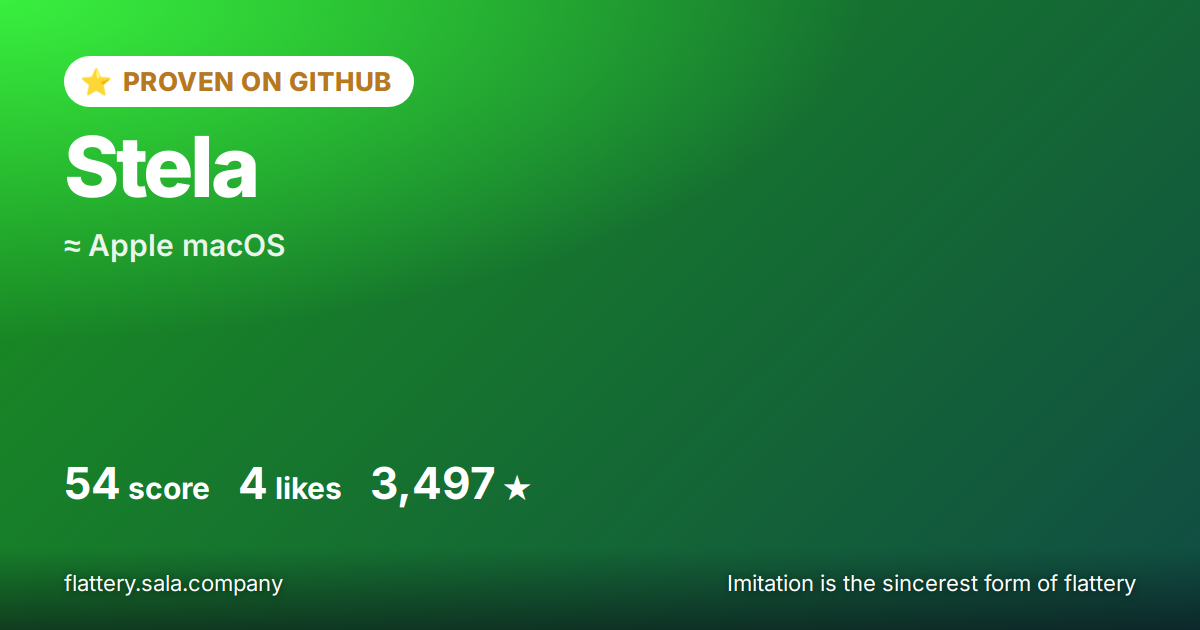 ⭐ PROVEN ON GITHUB
Stela
≈ Apple macOS
54 score 4 likes 3,497 ★
flattery.sala.company
Imitation is the sincerest form of flattery